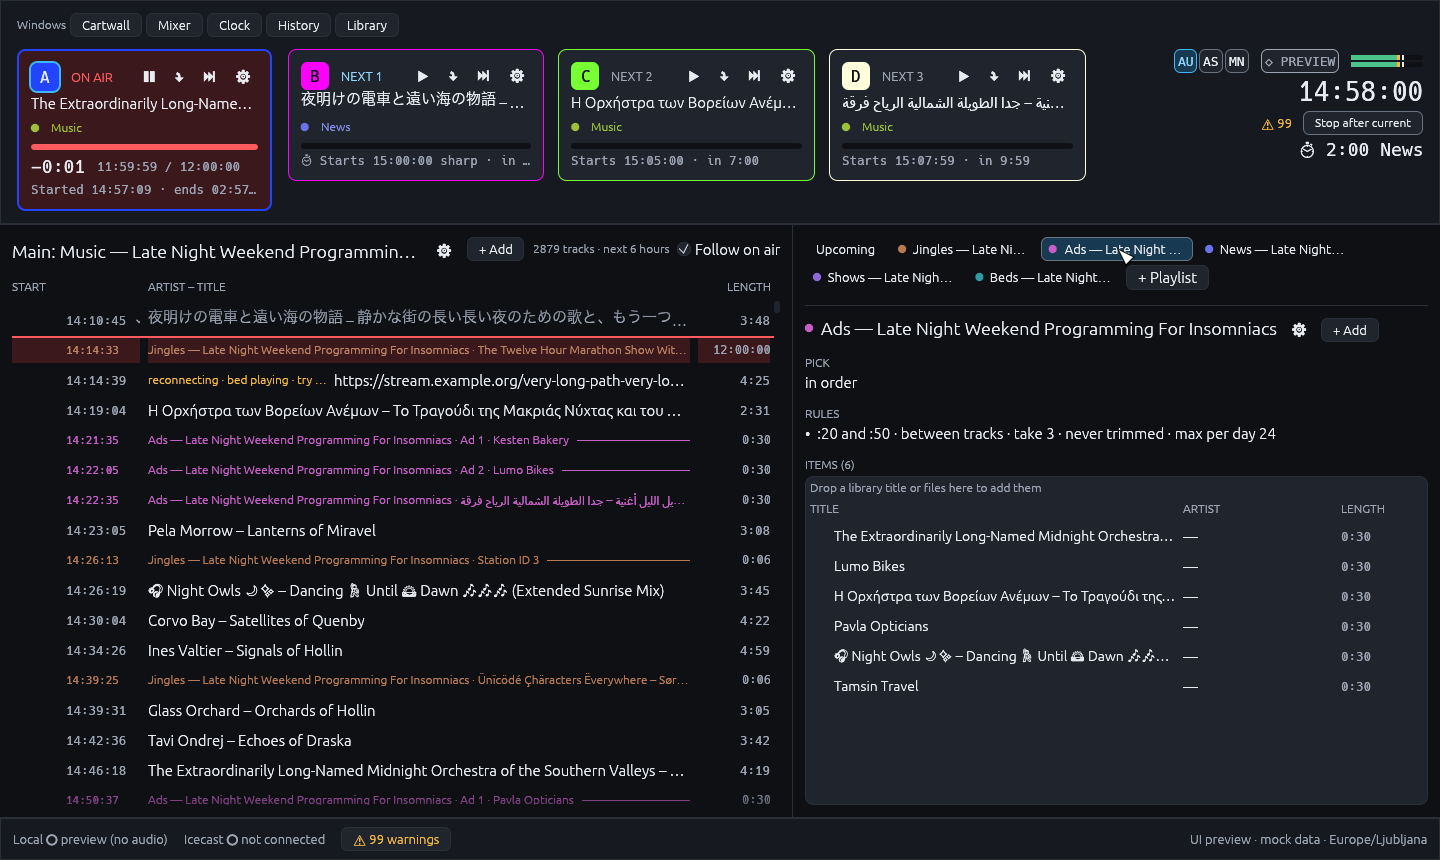 Windows Cartwall Mixer Clock History Library
A ON AIR
The Extraordinarily Long-Name…
Music
−0:01 11:59:59 / 12:00:00
Started 14:57:09 · ends 02:57…
B NEXT 1
夜明けの電車と遠い海の物語 _ …
News
Starts 15:00:00 sharp · in …
C NEXT 2
Η Ορχήστρα των Βορείων Ανέμ…
Music
Starts 15:05:00 · in 7:00
D NEXT 3
…نية – جدا الطويلة الشمالية الرياح فرقة
Music
Starts 15:07:59 · in 9:59
AU AS MN ◇ PREVIEW
14:58:00
⚠ 99 Stop after current
2:00 News
Main: Music — Late Night Weekend Programmin… + Add 2879 tracks · next 6 hours Follow on air
START ARTIST – TITLE LENGTH
14:10:45 夜明けの電車と遠い海の物語 _ 静かな街の長い長い夜のための歌と、もう一つ… 3:48
14:14:33 Jingles — Late Night Weekend Programming For Insomniacs · The Twelve Hour Marathon Show Wit… 12:00:00
14:14:39 reconnecting · bed playing · try … https://stream.example.org/very-long-path-very-lo… 4:25
14:19:04 Η Ορχήστρα των Βορείων Ανέμων – Το Τραγούδι της Μακριάς Νύχτας και του … 2:31
14:21:35 Ads — Late Night Weekend Programming For Insomniacs · Ad 1 · Kesten Bakery 0:30
14:22:05 Ads — Late Night Weekend Programming For Insomniacs · Ad 2 · Lumo Bikes 0:30
14:22:35 Ads — Late Night Weekend Programming For Insomniacs · …يل الليل أغنية – جدا الطويلة الشمالية الرياح فرقة 0:30
14:23:05 Pela Morrow – Lanterns of Miravel 3:08
14:26:13 Jingles — Late Night Weekend Programming For Insomniacs · Station ID 3 0:06
14:26:19 🎧 Night Owls 🌙✨ – Dancing 💃 Until 🌅 Dawn 🎶🎶🎶 (Extended Sunrise Mix) 3:45
14:30:04 Corvo Bay – Satellites of Quenby 4:22
14:34:26 Ines Valtier – Signals of Hollin 4:59
14:39:25 Jingles — Late Night Weekend Programming For Insomniacs · Ünïcödé Çhäracters Ëverywhere – Sør… 0:06
14:39:31 Glass Orchard – Orchards of Hollin 3:05
14:42:36 Tavi Ondrej – Echoes of Draska 3:42
14:46:18 The Extraordinarily Long-Named Midnight Orchestra of the Southern Valleys – … 4:19
14:50:37 Ads — Late Night Weekend Programming For Insomniacs · Ad 1 · Pavla Opticians 0:30
Upcoming Jingles — Late Ni… Ads — Late Night … News — Late Night…
Shows — Late Nigh… Beds — Late Night… + Playlist
Ads — Late Night Weekend Programming For Insomniacs + Add
PICK
in order
RULES
• :20 and :50 · between tracks · take 3 · never trimmed · max per day 24
ITEMS (6)
Drop a library title or files here to add them
TITLE ARTIST LENGTH
The Extraordinarily Long-Named Midnight Orchestra… — 0:30
Lumo Bikes — 0:30
Η Ορχήστρα των Βορείων Ανέμων – Το Τραγούδι της… — 0:30
Pavla Opticians — 0:30
🎧 Night Owls 🌙✨ – Dancing 💃 Until 🌅 Dawn 🎶🎶… — 0:30
Tamsin Travel — 0:30
Local preview (no audio) Icecast not connected ⚠ 99 warnings UI preview · mock data · Europe/Ljubljana